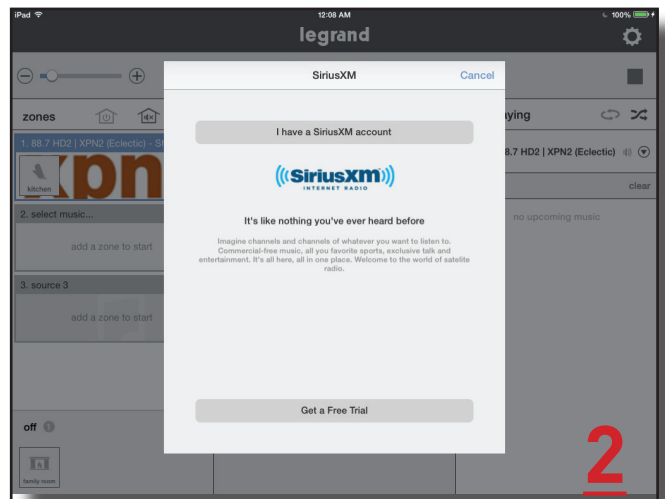 iPad 12:08 AM 100%
legrand
SiriusXM Cancel
zones ying
I have a SiriusXM account
1. 88.7 HD2 | XPN2 (Eclectic) - S
8.7 HD2 | XPN2 (Eclectic)
xpn
kitchen
((SiriusXM))
INTERNET RADIO
clear
2. select music...
It's like nothing you've ever heard before
no upcoming music
add a zone to start
Imagine channels and channels of whatever you want to listen to.
Commercial-free music, all you favorite sports, exclusive talk and
entertainment. It's all here, all in one place. Welcome to the world of satelite
radio.
3. source 3
add a zone to start
Get a Free Trial
off
family room
2